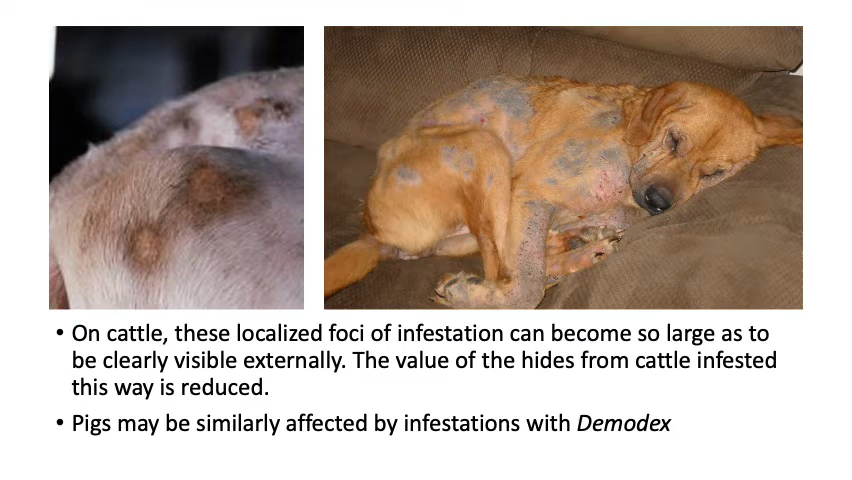 • On cattle, these localized foci of infestation can become so large as to
be clearly visible externally. The value of the hides from cattle infested
this way is reduced.
• Pigs may be similarly affected by infestations with Demodex